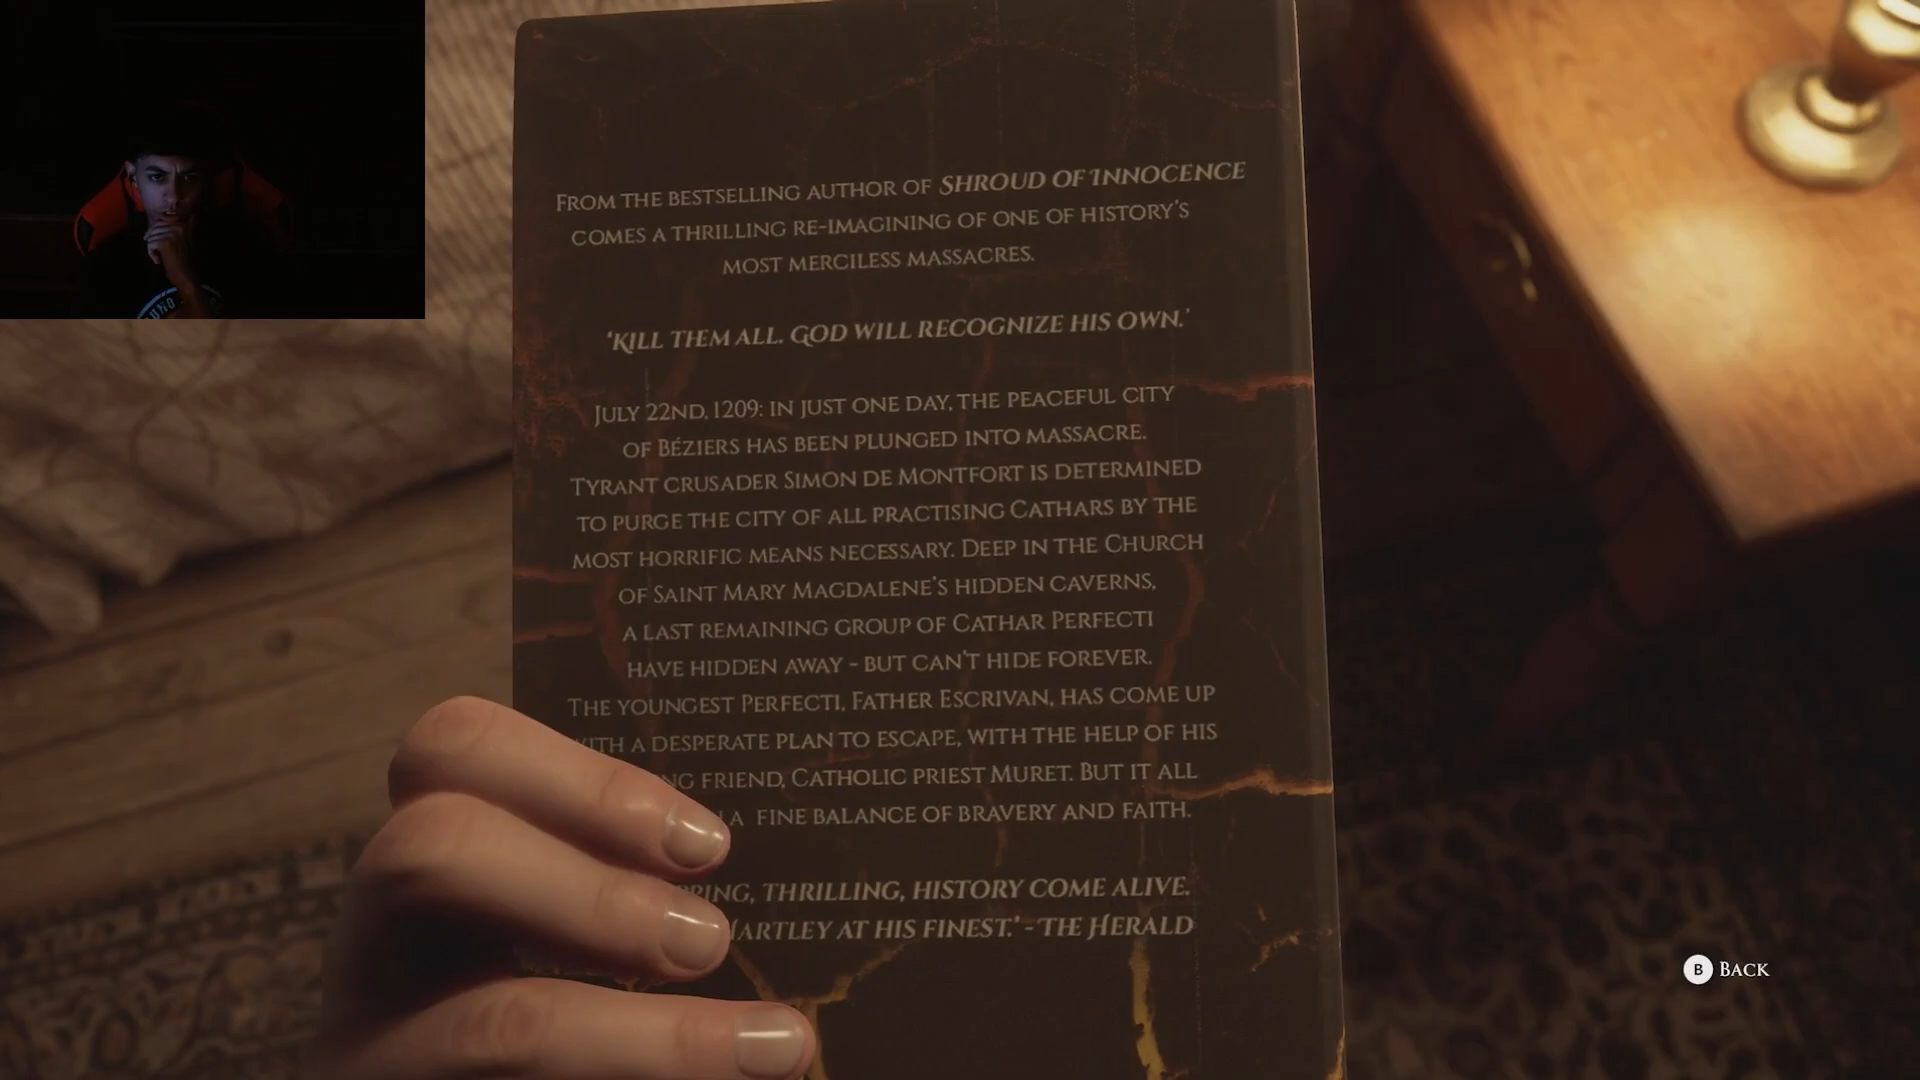 FROM THE BESTSELLING AUTHOR OF SHROUD OF INNOCENCE
COMES A THRILLING RE-IMAGINING OF ONE OF HISTORY'S
MOST MERCILESS MASSACRES.
'KILL THEM ALL. GOD WILL RECOGNIZE HIS OWN.'
JULY 22ND, 1209: IN JUST ONE DAY, THE PEACEFUL CITY
OF BÉZIERS HAS BEEN PLUNGED INTO MASSACRE.
TYRANT CRUSADER SIMON DE MONTFORT IS DETERMINED
TO PURGE THE CITY OF ALL PRACTISING CATHARS BY THE
MOST HORRIFIC MEANS NECESSARY. DEEP IN THE CHURCH
OF SAINT MARY MAGDALENE'S HIDDEN CAVERNS,
A LAST REMAINING GROUP OF CATHAR PERFECTI
HAVE HIDDEN AWAY - BUT CAN'T HIDE FOREVER.
THE YOUNGEST PERFECTI, FATHER ESCRIVAN, HAS COME UP
WITH A DESPERATE PLAN TO ESCAPE, WITH THE HELP OF HIS
FRIEND, CATHOLIC PRIEST MURET. BUT IT ALL
A FINE BALANCE OF BRAVERY AND FAITH.
THRILLING, HISTORY COME ALIVE.
HARTLEY AT HIS FINEST.' - THE HERALD
B BACK